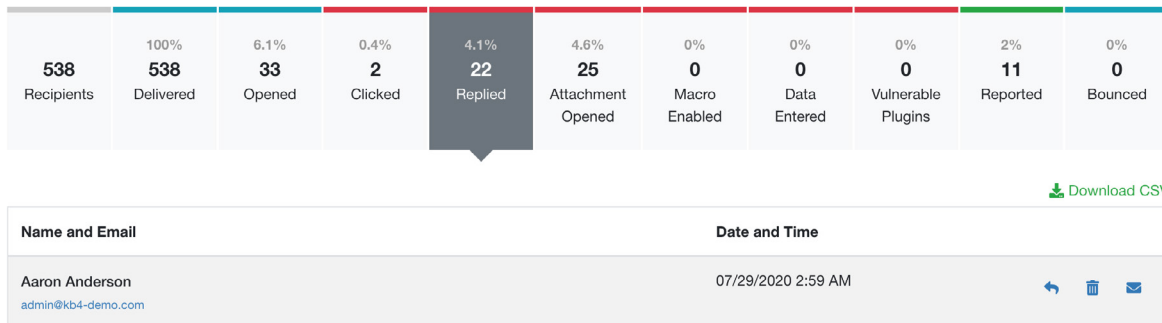 100% 6.1% 0.4% 4.1% 4.6% 0% 0% 0% 2% 0%
538 538 33 2 22 25 0 0 0 11 0
Recipients Delivered Opened Clicked Replied Attachment Macro Data Vulnerable Reported Bounced
Opened Enabled Entered Plugins
Download CSV
Name and Email Date and Time
Aaron Anderson 07/29/2020 2:59 AM
admin@kb4-demo.com